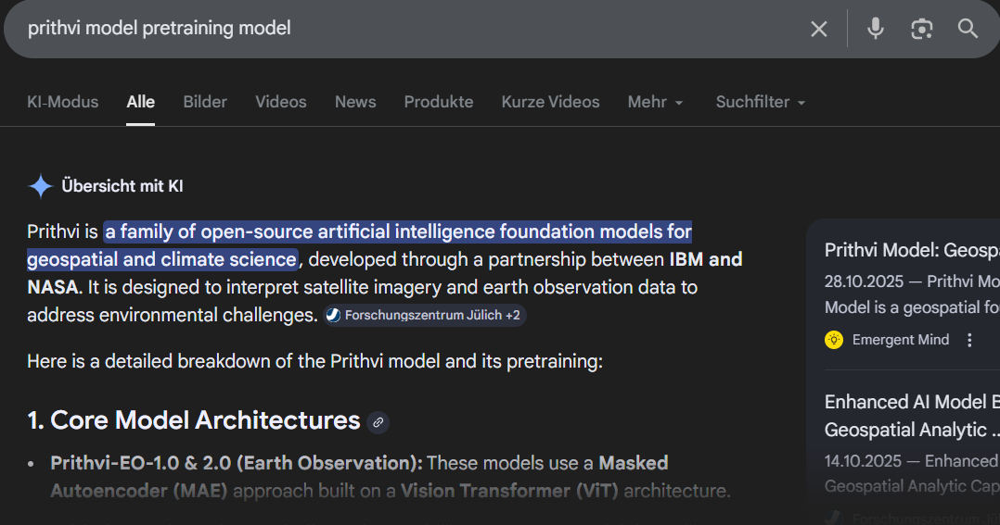 prithvi model pretraining model
KI-Modus Alle Bilder Videos News Produkte Kurze Videos Mehr Suchfilter
Übersicht mit KI
Prithvi is a family of open-source artificial intelligence foundation models for
geospatial and climate science, developed through a partnership between IBM and
NASA. It is designed to interpret satellite imagery and earth observation data to
address environmental challenges. Forschungszentrum Jülich +2
Here is a detailed breakdown of the Prithvi model and its pretraining:
1. Core Model Architectures
• Prithvi-EO-1.0 & 2.0 (Earth Observation): These models use a Masked
Autoencoder (MAE) approach built on a Vision Transformer (ViT) architecture.
Prithvi Model: Geosp
28.10.2025 — Prithvi Mo
Model is a geospatial fo
Emergent Mind
Enhanced AI Model B
Geospatial Analytic ..
14.10.2025 — Enhanced
Geospatial Analytic Cap
Forschungszentrum Jü